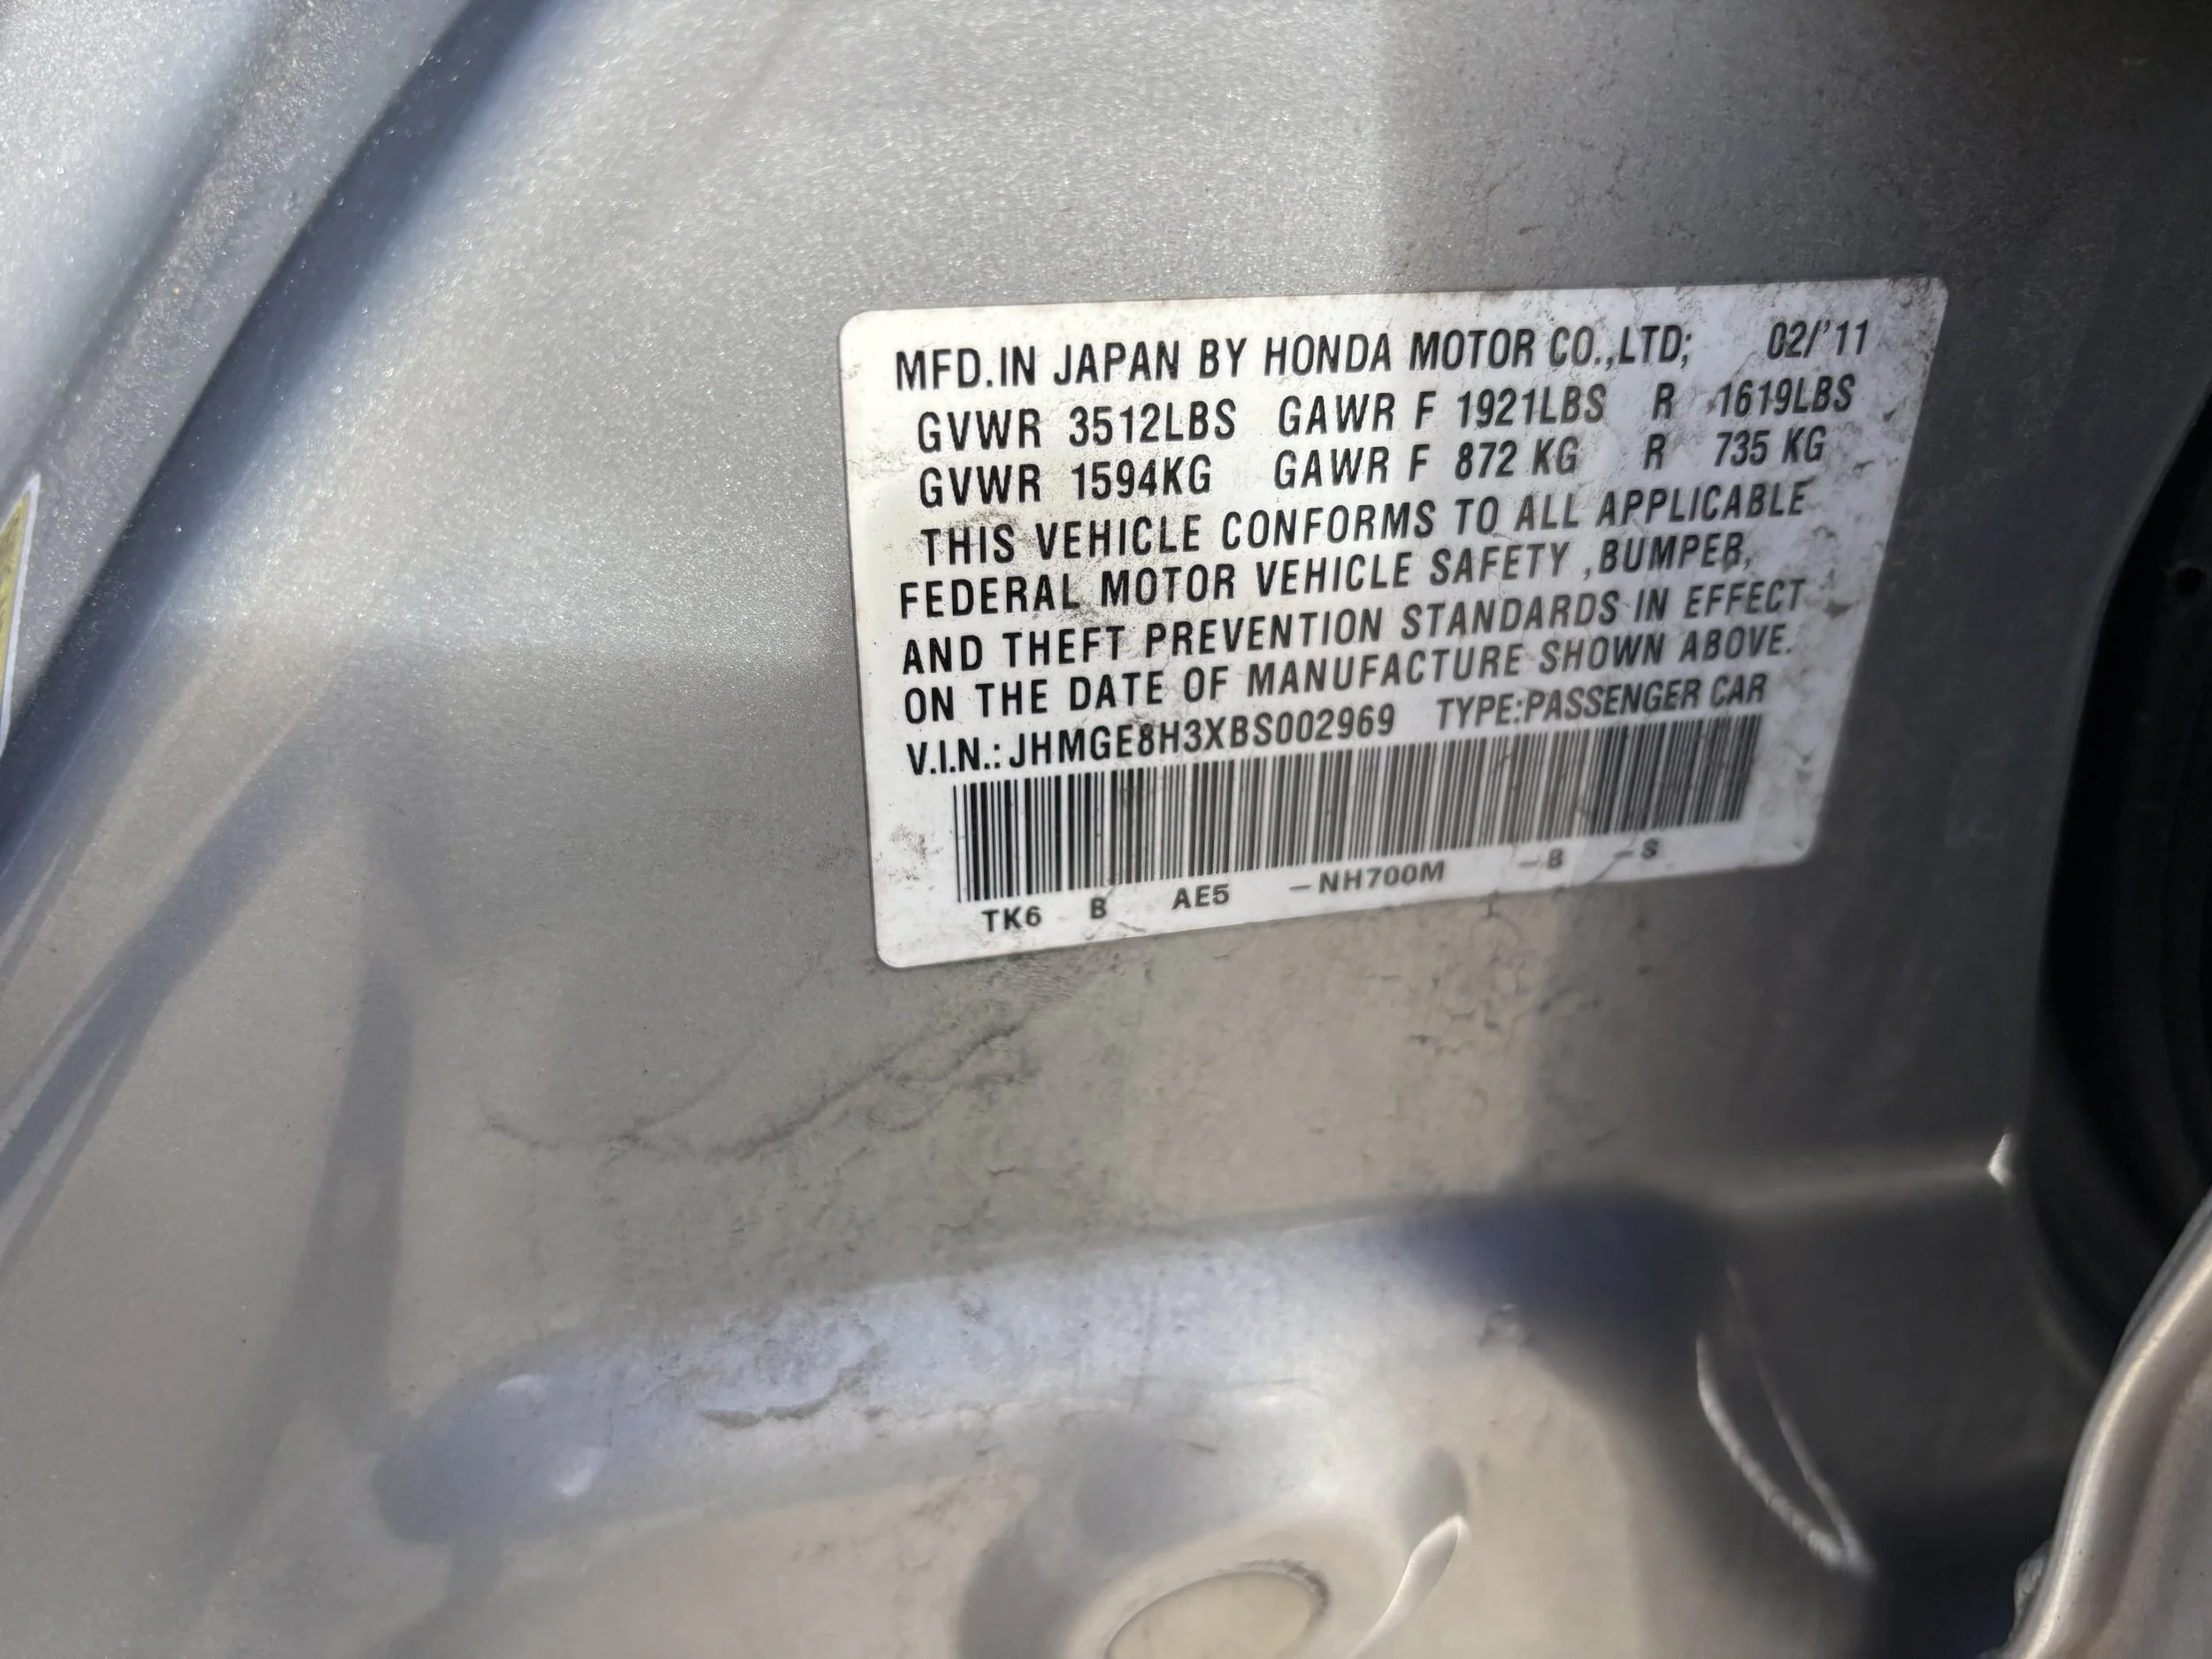 MFD.IN JAPAN BY HONDA MOTOR CO.,LTD; 02/'11
GVWR 3512LBS GAWR F 1921LBS R 1619LBS
GVWR 1594KG GAWR F 872 KG R 735 KG
THIS VEHICLE CONFORMS TO ALL APPLICABLE
FEDERAL MOTOR VEHICLE SAFETY ,BUMPER,
AND THEFT PREVENTION STANDARDS IN EFFECT
ON THE DATE OF MANUFACTURE SHOWN ABOVE.
V.I.N.: JHMGE8H3XBS002969 TYPE:PASSENGER CAR
TK6 B AE5 -NH700M -B -S